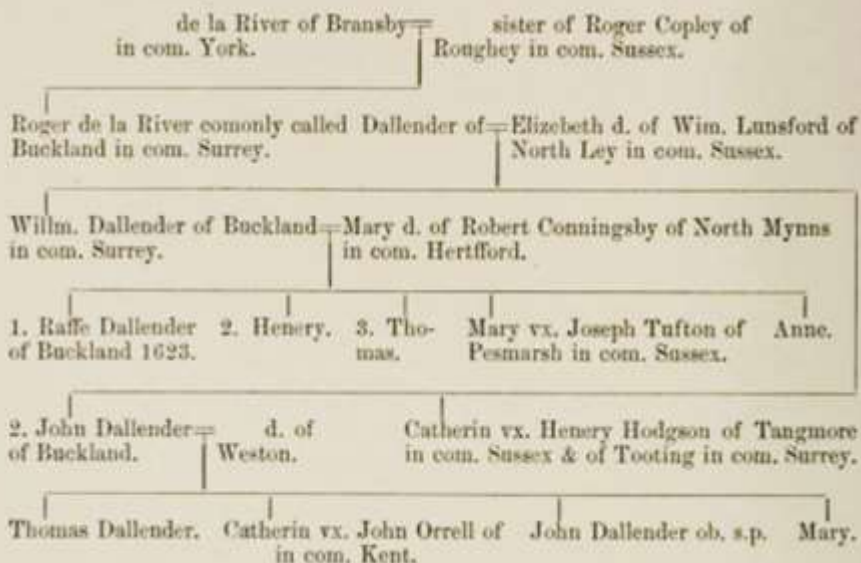 de la River of Bransby = sister of Roger Copley of
in com. York. Roughey in com. Sussex.
Roger de la River comonly called Dallender of = Elizebeth d. of Wim. Lunsford of
Buckland in com. Surrey. North Ley in com. Sussex.
Willm. Dallender of Buckland = Mary d. of Robert Conningsby of North Mynns
in com. Surrey. in com. Hertfford.
1. Raffe Dallender 2. Henery. 3. Tho- Mary vx. Joseph Tufton of Anne.
of Buckland 1623. mas. Pesmarsh in com. Sussex.
2. John Dallender = d. of Catherin vx. Henery Hodgson of Tangmore
of Buckland. Weston. in com. Sussex & of Tooting in com. Surrey.
Thomas Dallender. Catherin vx. John Orrell of John Dallender ob. s.p. Mary.
in com. Kent.